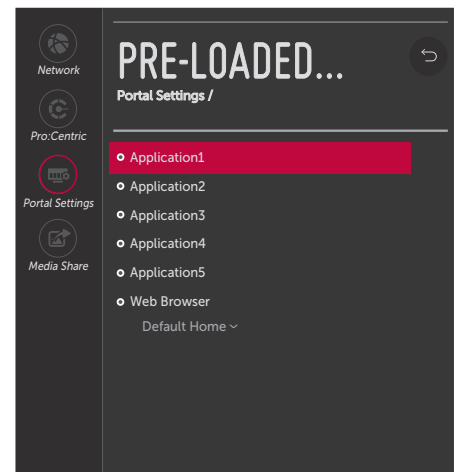 Network
Pro:Centric
Portal Settings
Media Share
PRE-LOADED...
Portal Settings /
Application1
Application2
Application3
Application4
Application5
Web Browser
Default Home